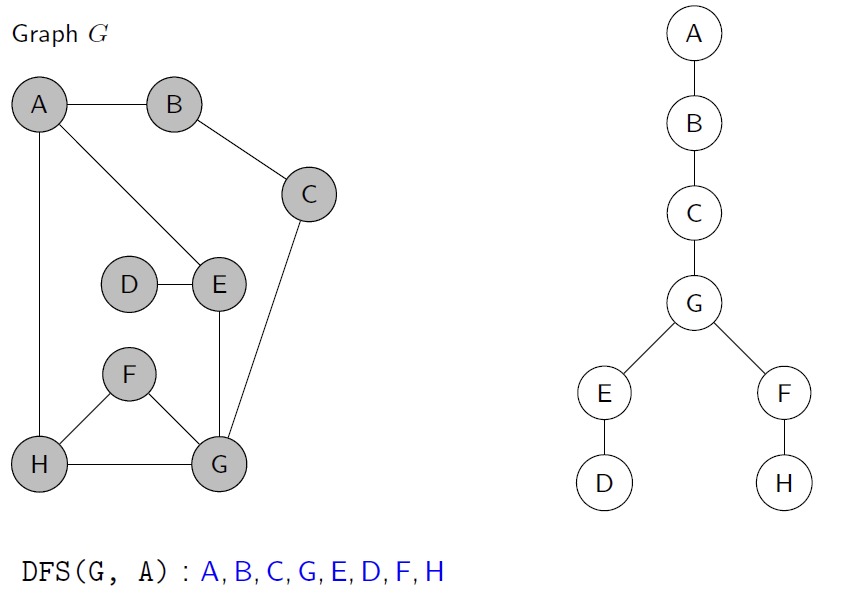 Graph G
A B
C
D E
F
H G
A
B
C
G
E F
D H
DFS(G, A) : A, B, C, G, E, D, F, H